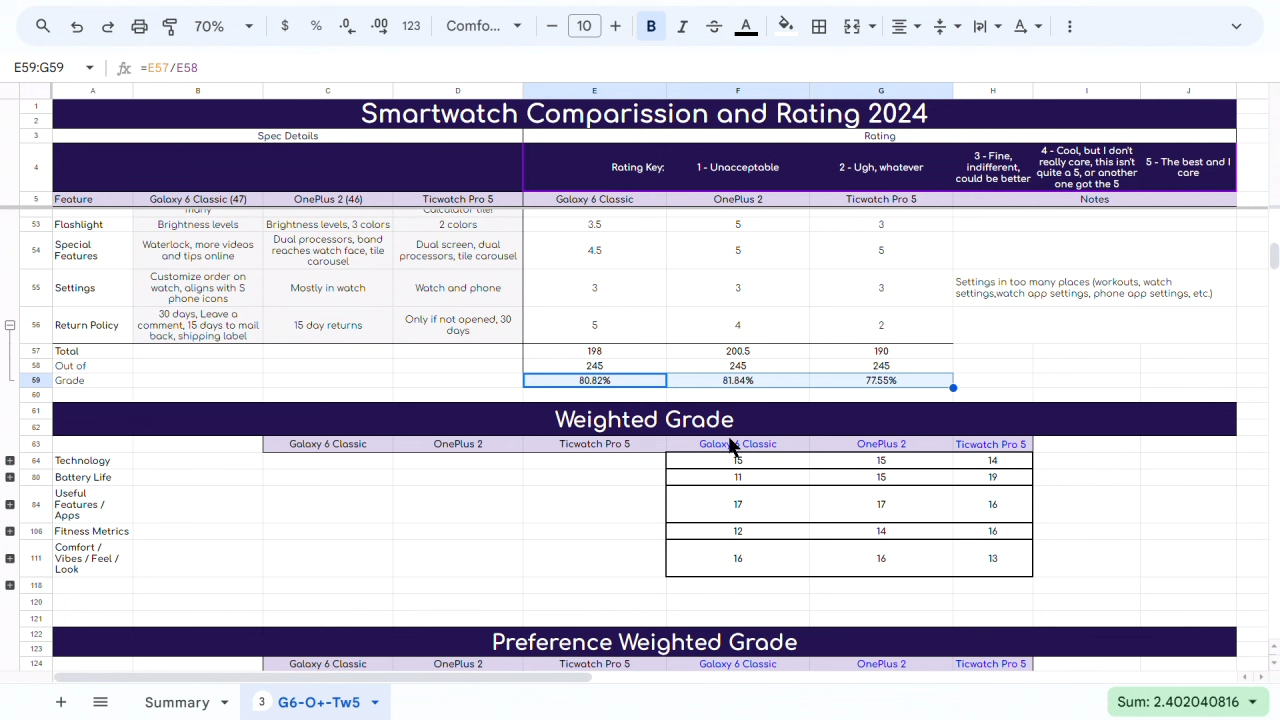 70% $ % .0 .00 123 Comfo... 10 B I A
E59:G59 fx =E57/E58
A B C D E F G H I J
1 Smartwatch Comparission and Rating 2024
2
3 Spec Details Rating
4 Rating Key: 1 - Unacceptable 2 - Ugh, whatever
3 - Fine,
indifferent,
could be better
4 - Cool, but I don't
really care, this isn't
quite a 5, or another
one got the 5
5 - The best and I
care
5 Feature Galaxy 6 Classic (47) OnePlus 2 (46) Ticwatch Pro 5 Galaxy 6 Classic OnePlus 2 Ticwatch Pro 5 Notes
many Calculator tile!
53 Flashlight Brightness levels Brightness levels, 3 colors 2 colors 3.5 5 3
54 Special
Features
Waterlock, more videos
and tips online
Dual processors, band
reaches watch face, tile
carousel
Dual screen, dual
processors, tile carousel
4.5 5 5
55 Settings
Customize order on
watch, aligns with S
phone icons
Mostly in watch Watch and phone 3 3 3
Settings in too many places (workouts, watch
settings,watch app settings, phone app settings, etc.)
56 Return Policy
30 days, Leave a
comment, 15 days to mail
back, shipping label
15 day returns
Only if not opened, 30
days
5 4 2
57 Total 198 200.5 190
58 Out of 245 245 245
59 Grade 80.82% 81.84% 77.55%
60
61 Weighted Grade
62
63 Galaxy 6 Classic OnePlus 2 Ticwatch Pro 5 Galaxy 6 Classic OnePlus 2 Ticwatch Pro 5
64 Technology 15 15 14
80 Battery Life 11 15 19
84 Useful
Features /
Apps
17 17 16
106 Fitness Metrics 12 14 16
111 Comfort /
Vibes / Feel /
Look
16 16 13
118
120
121
122 Preference Weighted Grade
123
124 Galaxy 6 Classic OnePlus 2 Ticwatch Pro 5 Galaxy 6 Classic OnePlus 2 Ticwatch Pro 5
+ Summary 3 G6-O+-Tw5 Sum: 2.402040816